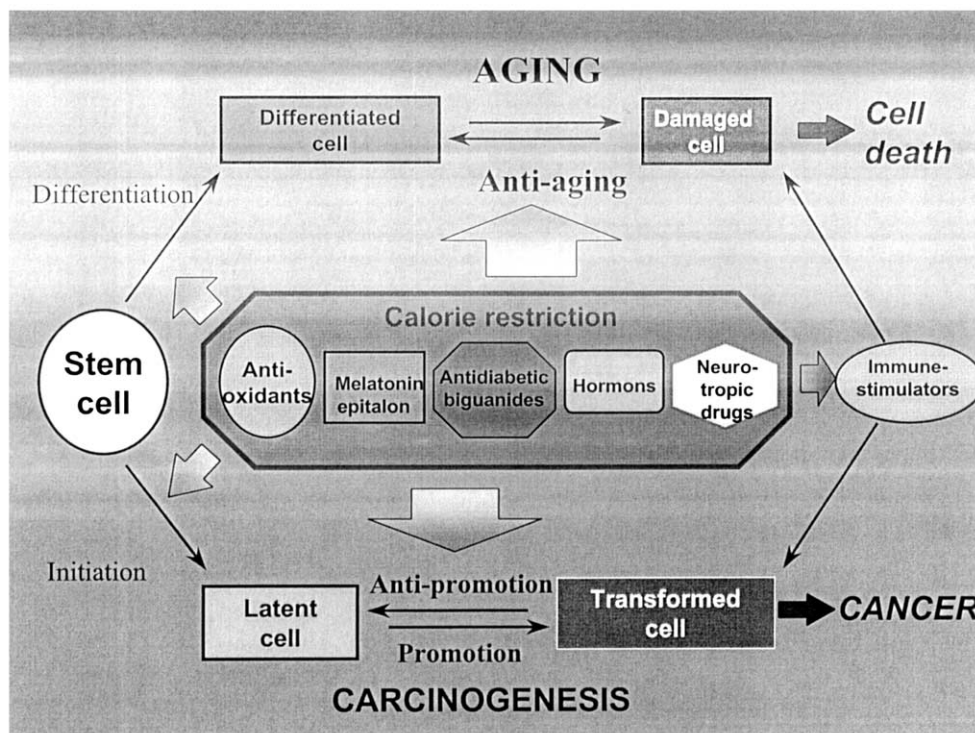 AGING
Differentiated
cell
Damaged
cell
Cell
death
Differentiation
Anti-aging
Calorie restriction
Stem
cell
Anti-
oxidants
Melatonin
epitalon
Antidiabetic
biguanides
Hormons
Neuro-
tropic
drugs
Immune-
stimulators
Initiation
Latent
cell
Anti-promotion
Promotion
Transformed
cell
CANCER
CARCINOGENESIS